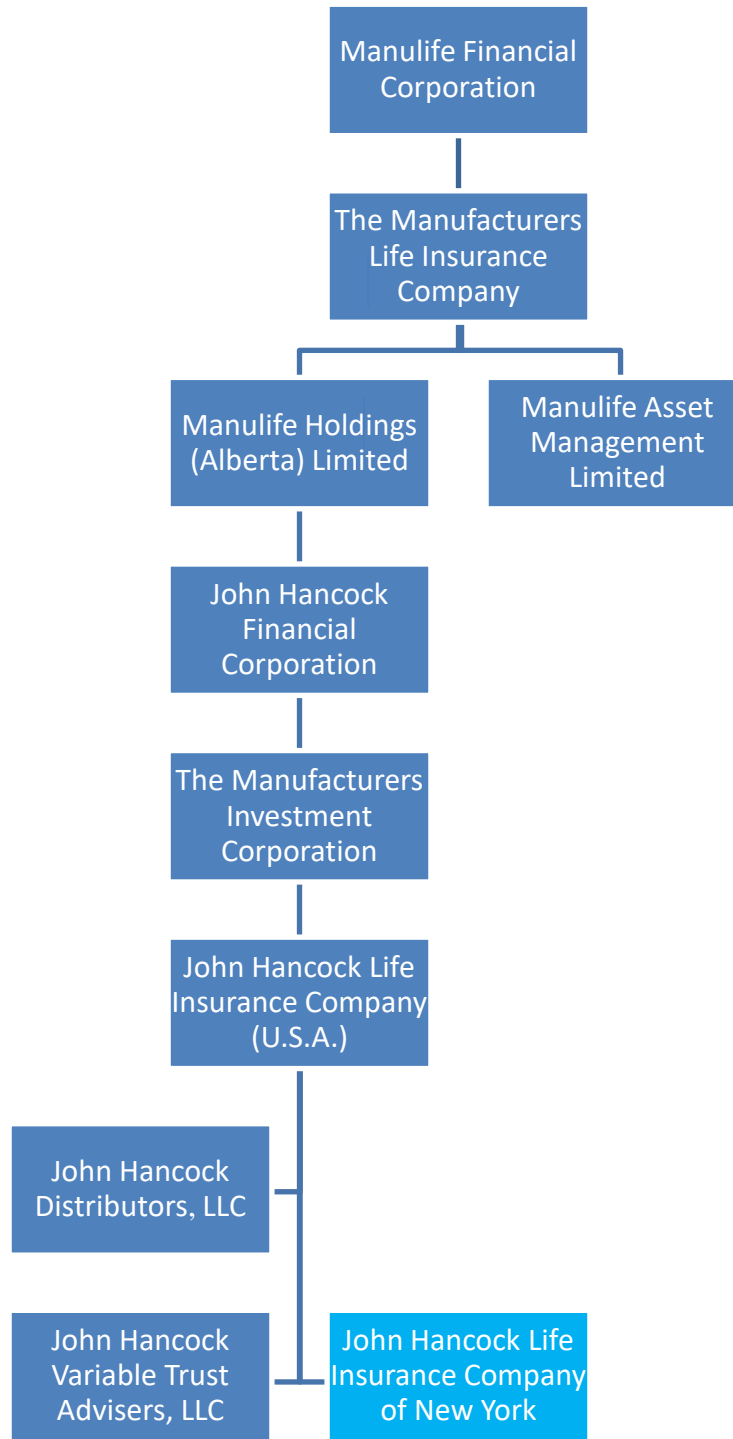 Manulife Financial
Corporation
The Manufacturers
Life Insurance
Company
Manulife Holdings
(Alberta) Limited
Manulife Asset
Management
Limited
John Hancock
Financial
Corporation
The Manufacturers
Investment
Corporation
John Hancock Life
Insurance Company
(U.S.A.)
John Hancock
Distributors, LLC
John Hancock
Variable Trust
Advisers, LLC
John Hancock Life
Insurance Company
of New York